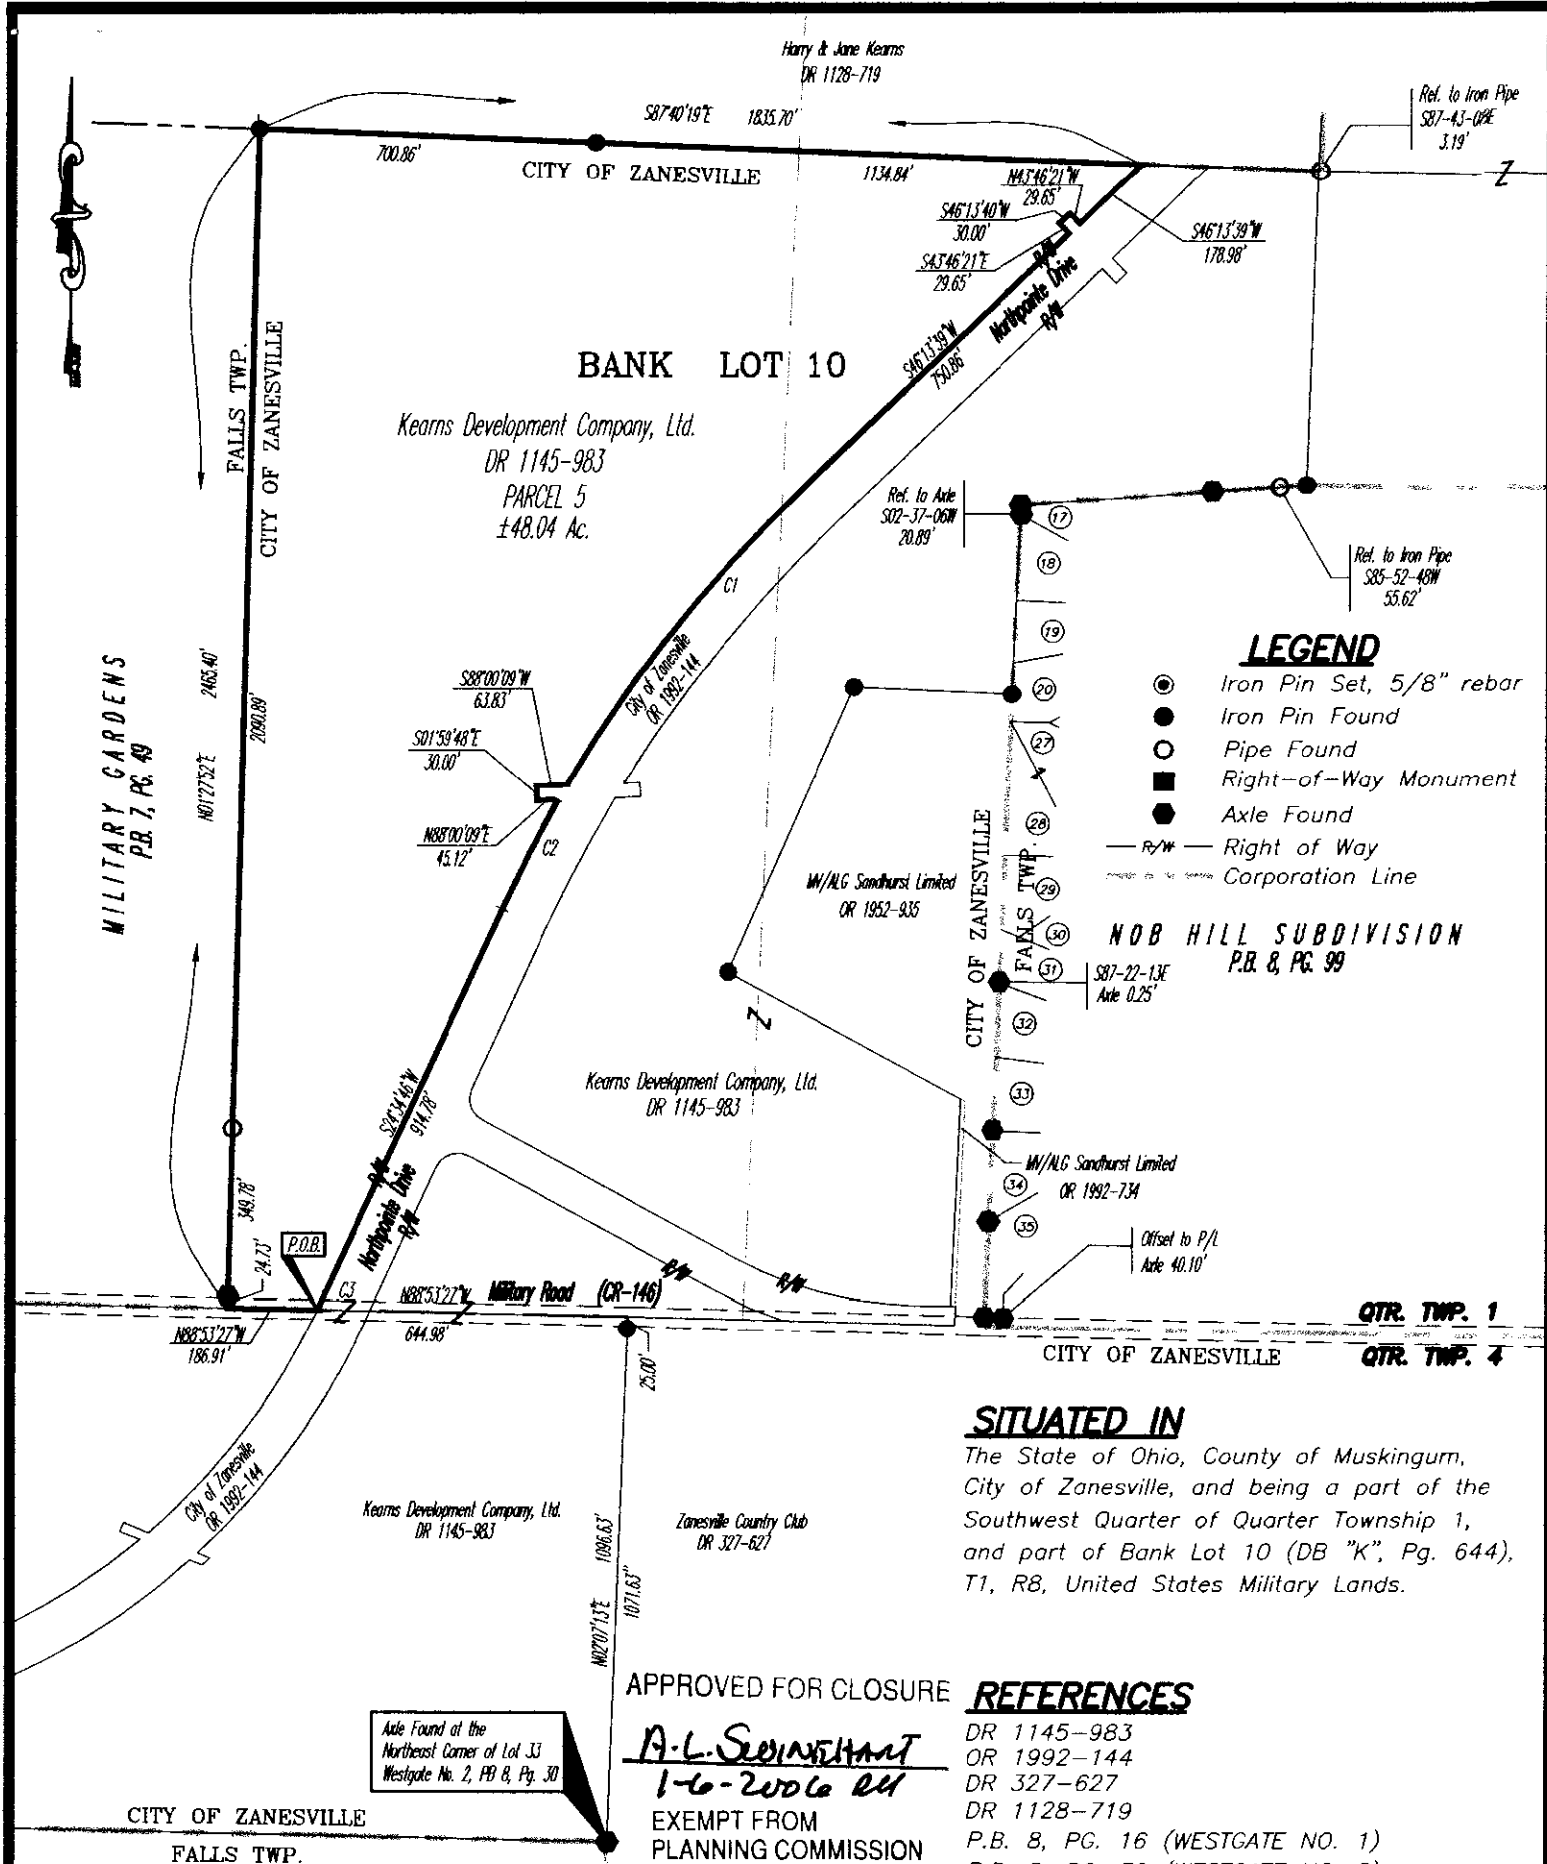 Harry & Jane Kearns
DR 1128-719
Ref. to Iron Pipe
S87-43-08E
3.19'
S87°40'19"E 1835.70'
700.86'
CITY OF ZANESVILLE
1134.84'
Z
N43°46'21"W
29.65'
S46°13'40"W
30.00'
S43°46'21"E
29.65'
S46°13'39"W
178.98'
R/W
Northpointe Drive
R/W
S46°13'39"W
750.86'
FALLS TWP.
CITY OF ZANESVILLE
BANK LOT 10
Kearns Development Company, Ltd.
DR 1145-983
PARCEL 5
±48.04 Ac.
Ref. to Axle
S02-37-06W
20.89'
17
18
19
20
27
28
29
30
31
32
33
34
35
Ref. to Iron Pipe
S85-52-48W
55.62'
C1
City of Zanesville
OR 1992-144
MILITARY GARDENS
P.B. 7, PG. 49
N01°27'52"E 2465.40'
2090.89'
S88°00'09"W
63.83'
S01°59'48"E
30.00'
N88°00'09"E
45.12'
C2
LEGEND
Iron Pin Set, 5/8" rebar
Iron Pin Found
Pipe Found
Right-of-Way Monument
Axle Found
R/W Right of Way
Corporation Line
NOB HILL SUBDIVISION
P.B. 8, PG. 99
MV/ALG Sandhurst Limited
OR 1952-935
CITY OF ZANESVILLE
FALLS TWP.
S87-22-13E
Axle 0.25'
Z
Kearns Development Company, Ltd.
DR 1145-983
S24°34'46"W
914.78'
R/W
Northpointe Drive
R/W
MV/ALG Sandhurst Limited
OR 1992-734
Offset to P/L
Axle 40.10'
349.78'
24.73'
P.O.B.
C3
N88°53'27"W
644.98'
Military Road (CR-146)
R/W
R/W
N88°53'27"W
186.91'
25.00'
QTR. TWP. 1
CITY OF ZANESVILLE
QTR. TWP. 4
City of Zanesville
OR 1992-144
Kearns Development Company, Ltd.
DR 1145-983
Zanesville Country Club
DR 327-627
N02°07'13"E 1096.63'
1071.63'
SITUATED IN
The State of Ohio, County of Muskingum,
City of Zanesville, and being a part of the
Southwest Quarter of Quarter Township 1,
and part of Bank Lot 10 (DB "K", Pg. 644),
T1, R8, United States Military Lands.
APPROVED FOR CLOSURE
A.L. SWINEHART
1-6-2006
EXEMPT FROM
PLANNING COMMISSION
Axle Found at the
Northeast Corner of Lot 33
Westgate No. 2, PB 8, Pg. 30
CITY OF ZANESVILLE
FALLS TWP.
REFERENCES
DR 1145-983
OR 1992-144
DR 327-627
DR 1128-719
P.B. 8, PG. 16 (WESTGATE NO. 1)